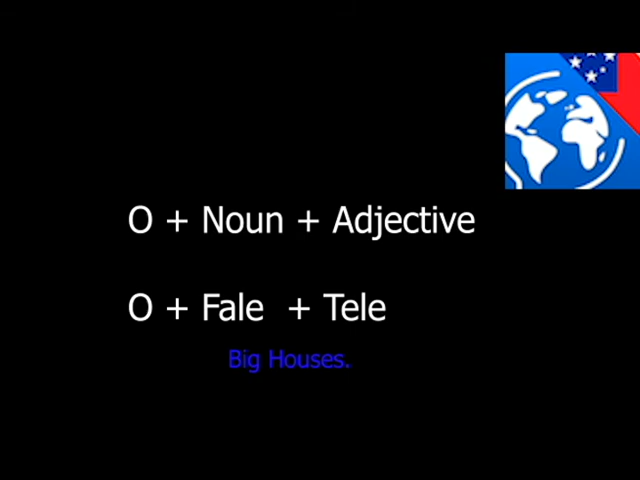 O + Noun + Adjective
O + Fale + Tele
Big Houses.